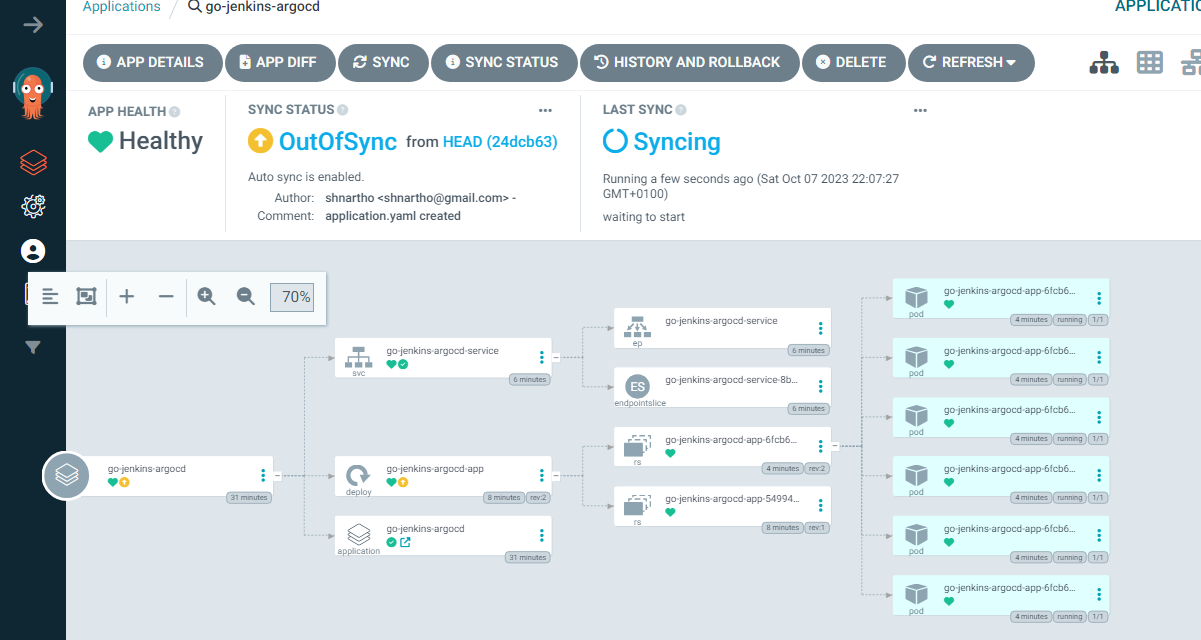 Applications
go-jenkins-argocd
APP DETAILS
APP DIFF
SYNC
SYNC STATUS
HISTORY AND ROLLBACK
DELETE
REFRESH
APP HEALTH
Healthy
SYNC STATUS
OutOfSync from HEAD (24dcb63)
Auto sync is enabled.
Author: shnartho <shnartho@gmail.com> -
Comment: application.yaml created
LAST SYNC
Syncing
Running a few seconds ago (Sat Oct 07 2023 22:07:27
GMT+0100)
waiting to start
70%
go-jenkins-argocd
31 minutes
go-jenkins-argocd-service
svc
6 minutes
go-jenkins-argocd-app
deploy
8 minutes rev:2
go-jenkins-argocd
application
31 minutes
go-jenkins-argocd-service
ep
6 minutes
go-jenkins-argocd-service-8b...
ES
endpointslice
6 minutes
go-jenkins-argocd-app-6fcb6...
rs
4 minutes rev:2
go-jenkins-argocd-app-54994...
rs
8 minutes rev:1
go-jenkins-argocd-app-6fcb6...
pod
4 minutes running 1/1
go-jenkins-argocd-app-6fcb6...
pod
4 minutes running 1/1
go-jenkins-argocd-app-6fcb6...
pod
4 minutes running 1/1
go-jenkins-argocd-app-6fcb6...
pod
4 minutes running 1/1
go-jenkins-argocd-app-6fcb6...
pod
4 minutes running 1/1
go-jenkins-argocd-app-6fcb6...
pod
4 minutes running 1/1